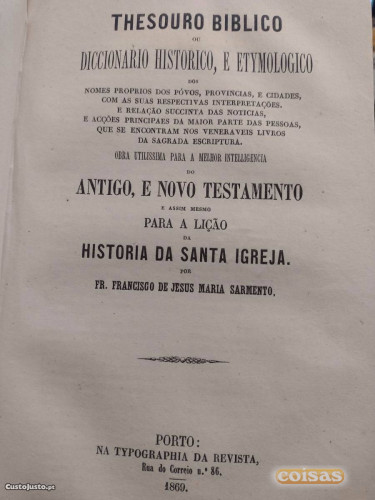 THESOURO BIBLICO
OU
DICCIONARIO HISTORICO, E ETYMOLOGICO
DOS
NOMES PROPRIOS DOS PÓVOS, PROVINCIAS, E CIDADES,
COM AS SUAS RESPECTIVAS INTERPRETAÇÕES.
E RELAÇÃO SUCCINTA DAS NOTICIAS,
E ACÇÕES PRINCIPAES DA MAIOR PARTE DAS PESSOAS,
QUE SE ENCONTRAM NOS VENERAVEIS LIVROS
DA SAGRADA ESCRIPTURA.
OBRA UTILISSIMA PARA A MELHOR INTELLIGENCIA
DO
ANTIGO, E NOVO TESTAMENTO
E ASSIM MESMO
PARA A LIÇÃO
DA
HISTORIA DA SANTA IGREJA.
POR
FR. FRANCISCO DE JESUS MARIA SARMENTO.
PORTO:
NA TYPOGRAPHIA DA REVISTA,
Rua do Correio n.º 86.
1869.
CustoJusto.pt
coisas